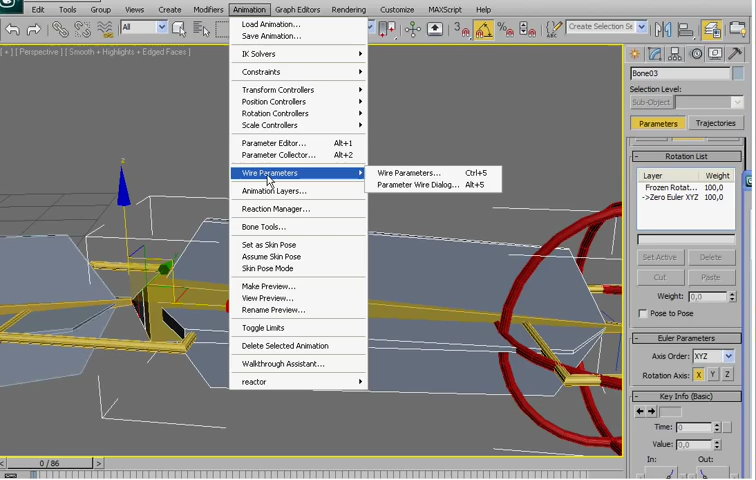 Edit Tools Group Views Create Modifiers Animation Graph Editors Rendering Customize MAXScript Help
All
3
Create Selection Se
+ ] [ Perspective ] [ Smooth + Highlights + Edged Faces ]
Load Animation...
Save Animation...
IK Solvers
Constraints
Transform Controllers
Position Controllers
Rotation Controllers
Scale Controllers
Parameter Editor... Alt+1
Parameter Collector... Alt+2
Wire Parameters
Animation Layers...
Reaction Manager...
Bone Tools...
Set as Skin Pose
Assume Skin Pose
Skin Pose Mode
Make Preview...
View Preview...
Rename Preview...
Toggle Limits
Delete Selected Animation
Walkthrough Assistant...
reactor
Wire Parameters... Ctrl+5
Parameter Wire Dialog... Alt+5
z
Bone03
Selection Level:
Sub-Object
Parameters Trajectories
- Rotation List
Layer Weight
Frozen Rotat... 100,0
->Zero Euler XYZ 100,0
Set Active Delete
Cut Paste
Weight: 0,0
Pose to Pose
- Euler Parameters
Axis Order: XYZ
Rotation Axis: X Y Z
- Key Info (Basic)
Time: 0
Value: 0,0
In: Out:
0 / 86